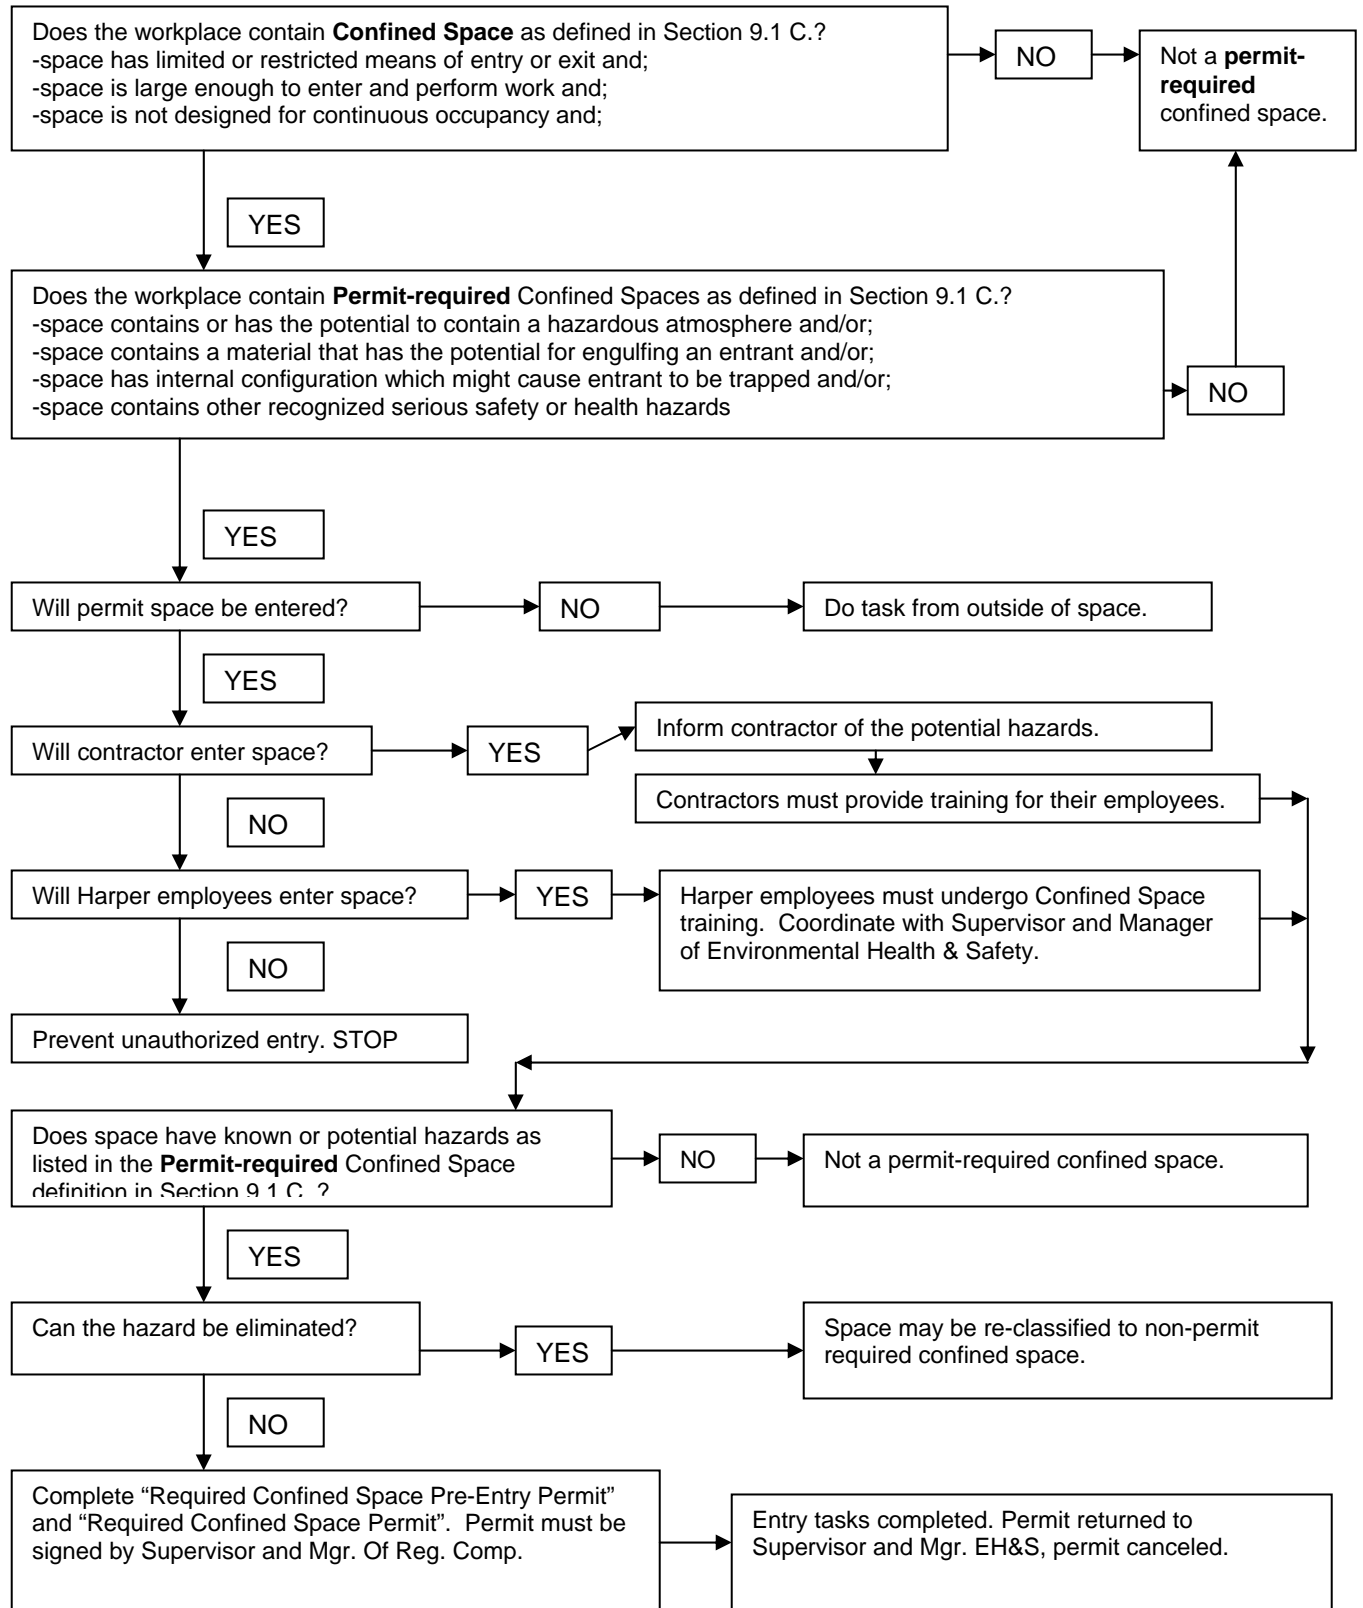 Does the workplace contain Confined Space as defined in Section 9.1 C.?
-space has limited or restricted means of entry or exit and;
-space is large enough to enter and perform work and;
-space is not designed for continuous occupancy and;
NO
Not a permit-
required
confined space.
YES
Does the workplace contain Permit-required Confined Spaces as defined in Section 9.1 C.?
-space contains or has the potential to contain a hazardous atmosphere and/or;
-space contains a material that has the potential for engulfing an entrant and/or;
-space has internal configuration which might cause entrant to be trapped and/or;
-space contains other recognized serious safety or health hazards
NO
YES
Will permit space be entered?
NO
Do task from outside of space.
YES
Will contractor enter space?
YES
Inform contractor of the potential hazards.
Contractors must provide training for their employees.
NO
Will Harper employees enter space?
YES
Harper employees must undergo Confined Space
training. Coordinate with Supervisor and Manager
of Environmental Health & Safety.
NO
Prevent unauthorized entry. STOP
Does space have known or potential hazards as
listed in the Permit-required Confined Space
definition in Section 9.1 C. ?
NO
Not a permit-required confined space.
YES
Can the hazard be eliminated?
YES
Space may be re-classified to non-permit
required confined space.
NO
Complete “Required Confined Space Pre-Entry Permit”
and “Required Confined Space Permit”. Permit must be
signed by Supervisor and Mgr. Of Reg. Comp.
Entry tasks completed. Permit returned to
Supervisor and Mgr. EH&S, permit canceled.